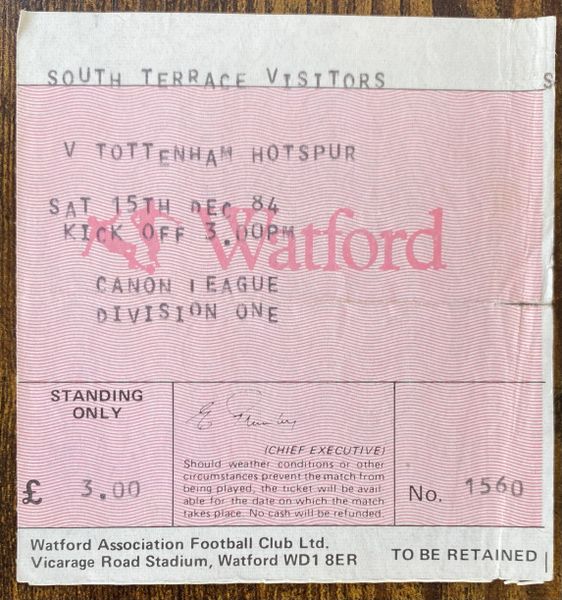 SOUTH TERRACE VISITORS S
V TOTTENHAM HOTSPUR
SAT 15TH DEC 84
KICK OFF 3.00PM
Watford
CANON LEAGUE
DIVISION ONE
STANDING
ONLY
£ 3.00
(CHIEF EXECUTIVE)
Should weather conditions or other
circumstances prevent the match from
being played, the ticket will be avail
able for the date on which the match
takes place. No cash will be refunded.
No. 1560
Watford Association Football Club Ltd.
Vicarage Road Stadium, Watford WD1 8ER
TO BE RETAINED